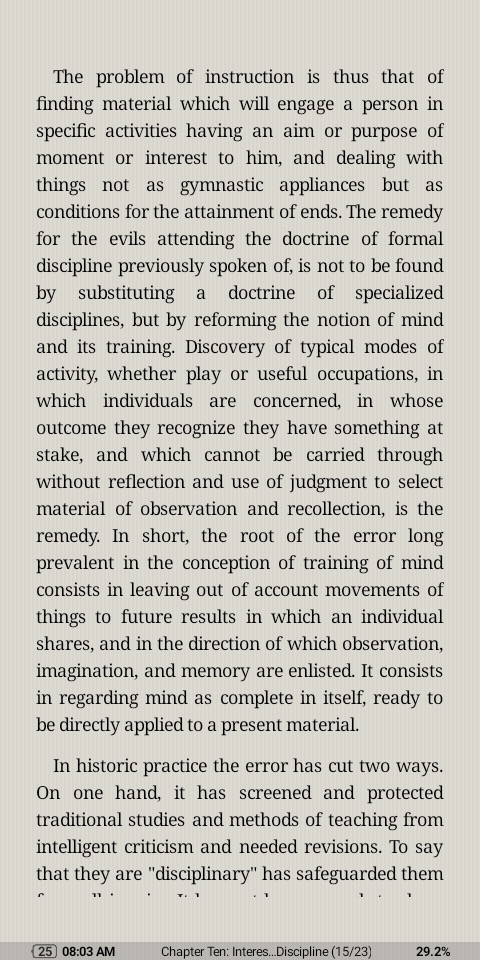 The problem of instruction is thus that of
finding material which will engage a person in
specific activities having an aim or purpose of
moment or interest to him, and dealing with
things not as gymnastic appliances but as
conditions for the attainment of ends. The remedy
for the evils attending the doctrine of formal
discipline previously spoken of, is not to be found
by substituting a doctrine of specialized
disciplines, but by reforming the notion of mind
and its training. Discovery of typical modes of
activity, whether play or useful occupations, in
which individuals are concerned, in whose
outcome they recognize they have something at
stake, and which cannot be carried through
without reflection and use of judgment to select
material of observation and recollection, is the
remedy. In short, the root of the error long
prevalent in the conception of training of mind
consists in leaving out of account movements of
things to future results in which an individual
shares, and in the direction of which observation,
imagination, and memory are enlisted. It consists
in regarding mind as complete in itself, ready to
be directly applied to a present material.
In historic practice the error has cut two ways.
On one hand, it has screened and protected
traditional studies and methods of teaching from
intelligent criticism and needed revisions. To say
that they are "disciplinary" has safeguarded them
25 08:03 AM Chapter Ten: Interes...Discipline (15/23) 29.2%